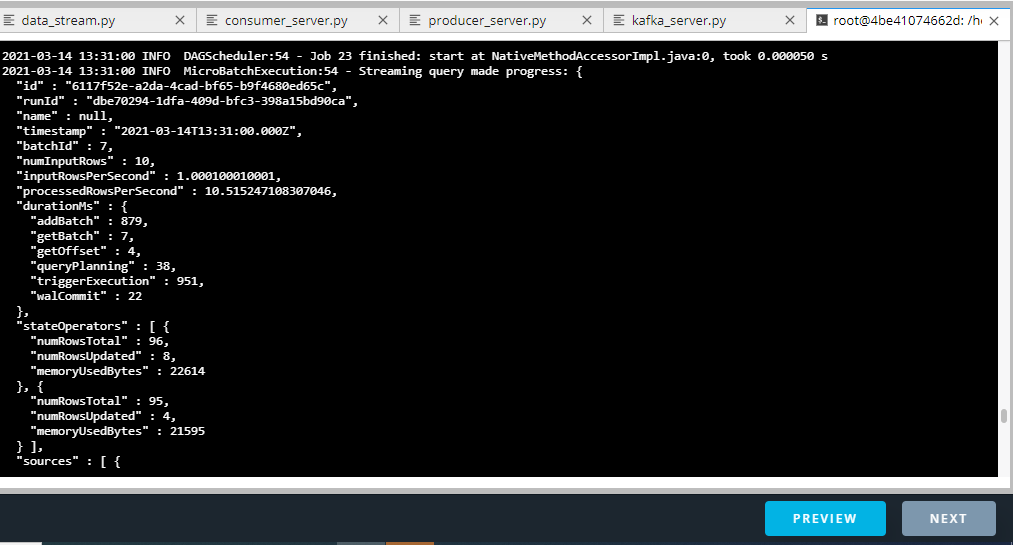 data_stream.py
consumer_server.py
producer_server.py
kafka_server.py
root@4be41074662d: /h
2021-03-14 13:31:00 INFO  DAGScheduler:54 - Job 23 finished: start at NativeMethodAccessorImpl.java:0, took 0.000050 s
2021-03-14 13:31:00 INFO  MicroBatchExecution:54 - Streaming query made progress: {
  "id" : "6117f52e-a2da-4cad-bf65-b9f4680ed65c",
  "runId" : "dbe70294-1dfa-409d-bfc3-398a15bd90ca",
  "name" : null,
  "timestamp" : "2021-03-14T13:31:00.000Z",
  "batchId" : 7,
  "numInputRows" : 10,
  "inputRowsPerSecond" : 1.000100010001,
  "processedRowsPerSecond" : 10.515247108307046,
  "durationMs" : {
    "addBatch" : 879,
    "getBatch" : 7,
    "getOffset" : 4,
    "queryPlanning" : 38,
    "triggerExecution" : 951,
    "walCommit" : 22
  },
  "stateOperators" : [ {
    "numRowsTotal" : 96,
    "numRowsUpdated" : 8,
    "memoryUsedBytes" : 22614
  }, {
    "numRowsTotal" : 95,
    "numRowsUpdated" : 4,
    "memoryUsedBytes" : 21595
  } ],
  "sources" : [ {
PREVIEW
NEXT